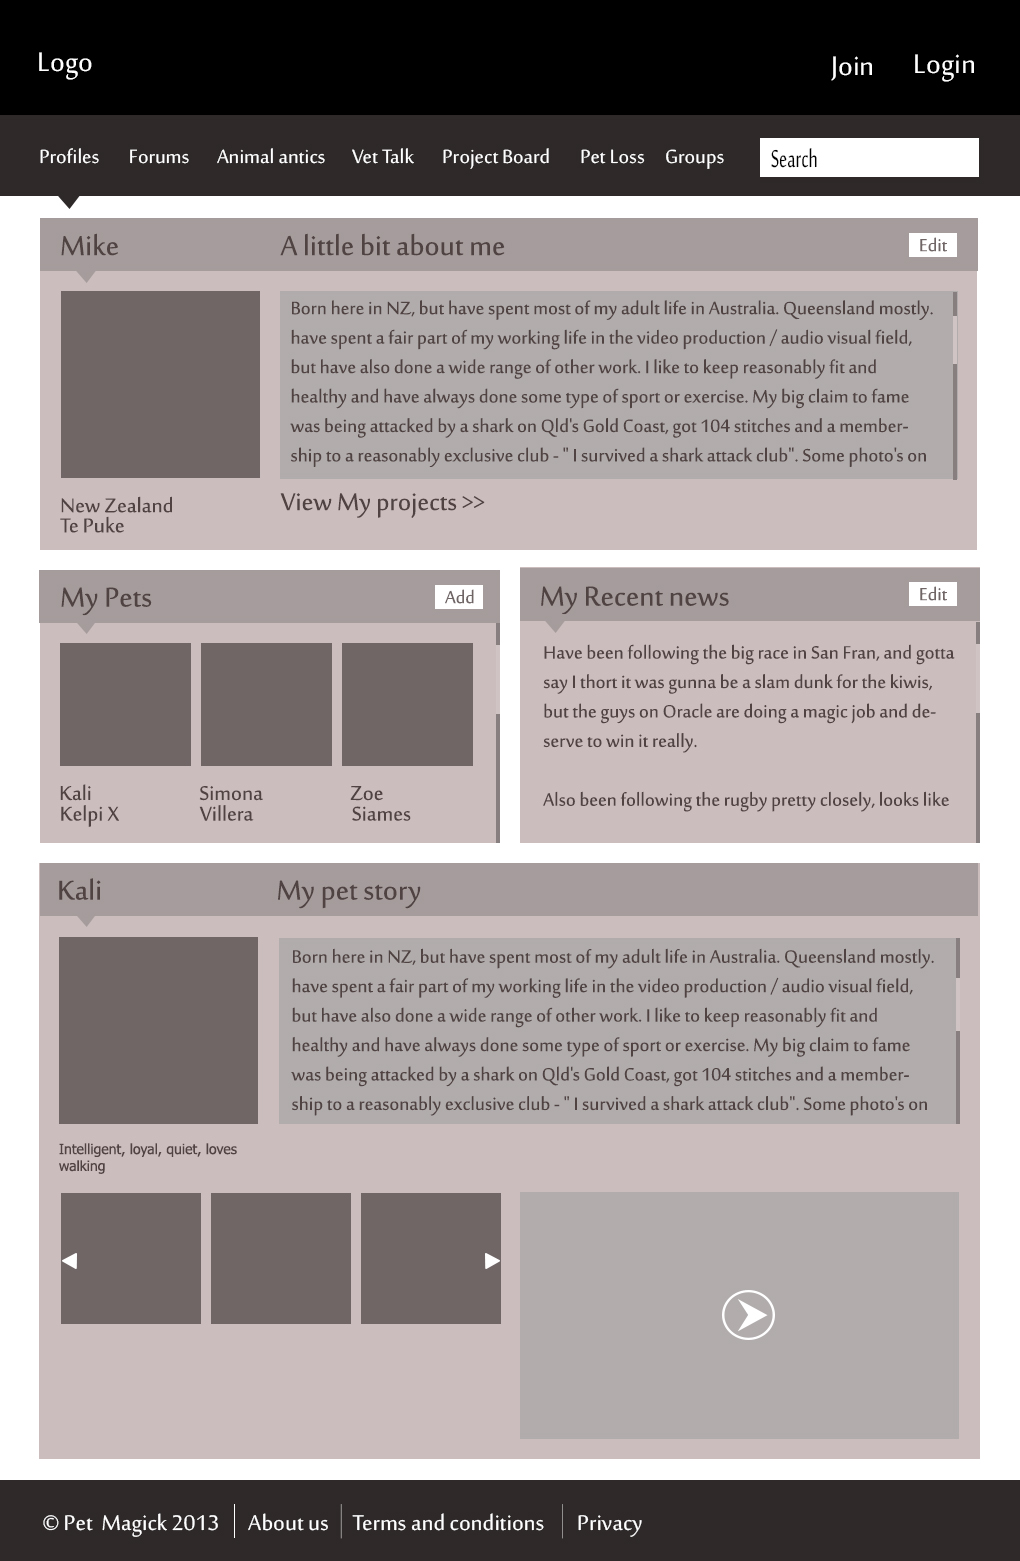 Logo
Join
Login
Profiles
Forums
Animal antics
Vet Talk
Project Board
Pet Loss
Groups
Search
Mike
A little bit about me
Edit
Born here in NZ, but have spent most of my adult life in Australia. Queensland mostly.
have spent a fair part of my working life in the video production / audio visual field,
but have also done a wide range of other work. I like to keep reasonably fit and
healthy and have always done some type of sport or exercise. My big claim to fame
was being attacked by a shark on Qld's Gold Coast, got 104 stitches and a member-
ship to a reasonably exclusive club - " I survived a shark attack club". Some photo's on
New Zealand
Te Puke
View My projects >>
My Pets
Add
Kali
Kelpi X
Simona
Villera
Zoe
Siames
My Recent news
Edit
Have been following the big race in San Fran, and gotta
say I thort it was gunna be a slam dunk for the kiwis,
but the guys on Oracle are doing a magic job and de-
serve to win it really.
Also been following the rugby pretty closely, looks like
Kali
My pet story
Born here in NZ, but have spent most of my adult life in Australia. Queensland mostly.
have spent a fair part of my working life in the video production / audio visual field,
but have also done a wide range of other work. I like to keep reasonably fit and
healthy and have always done some type of sport or exercise. My big claim to fame
was being attacked by a shark on Qld's Gold Coast, got 104 stitches and a member-
ship to a reasonably exclusive club - " I survived a shark attack club". Some photo's on
Intelligent, loyal, quiet, loves
walking
© Pet Magick 2013
About us
Terms and conditions
Privacy